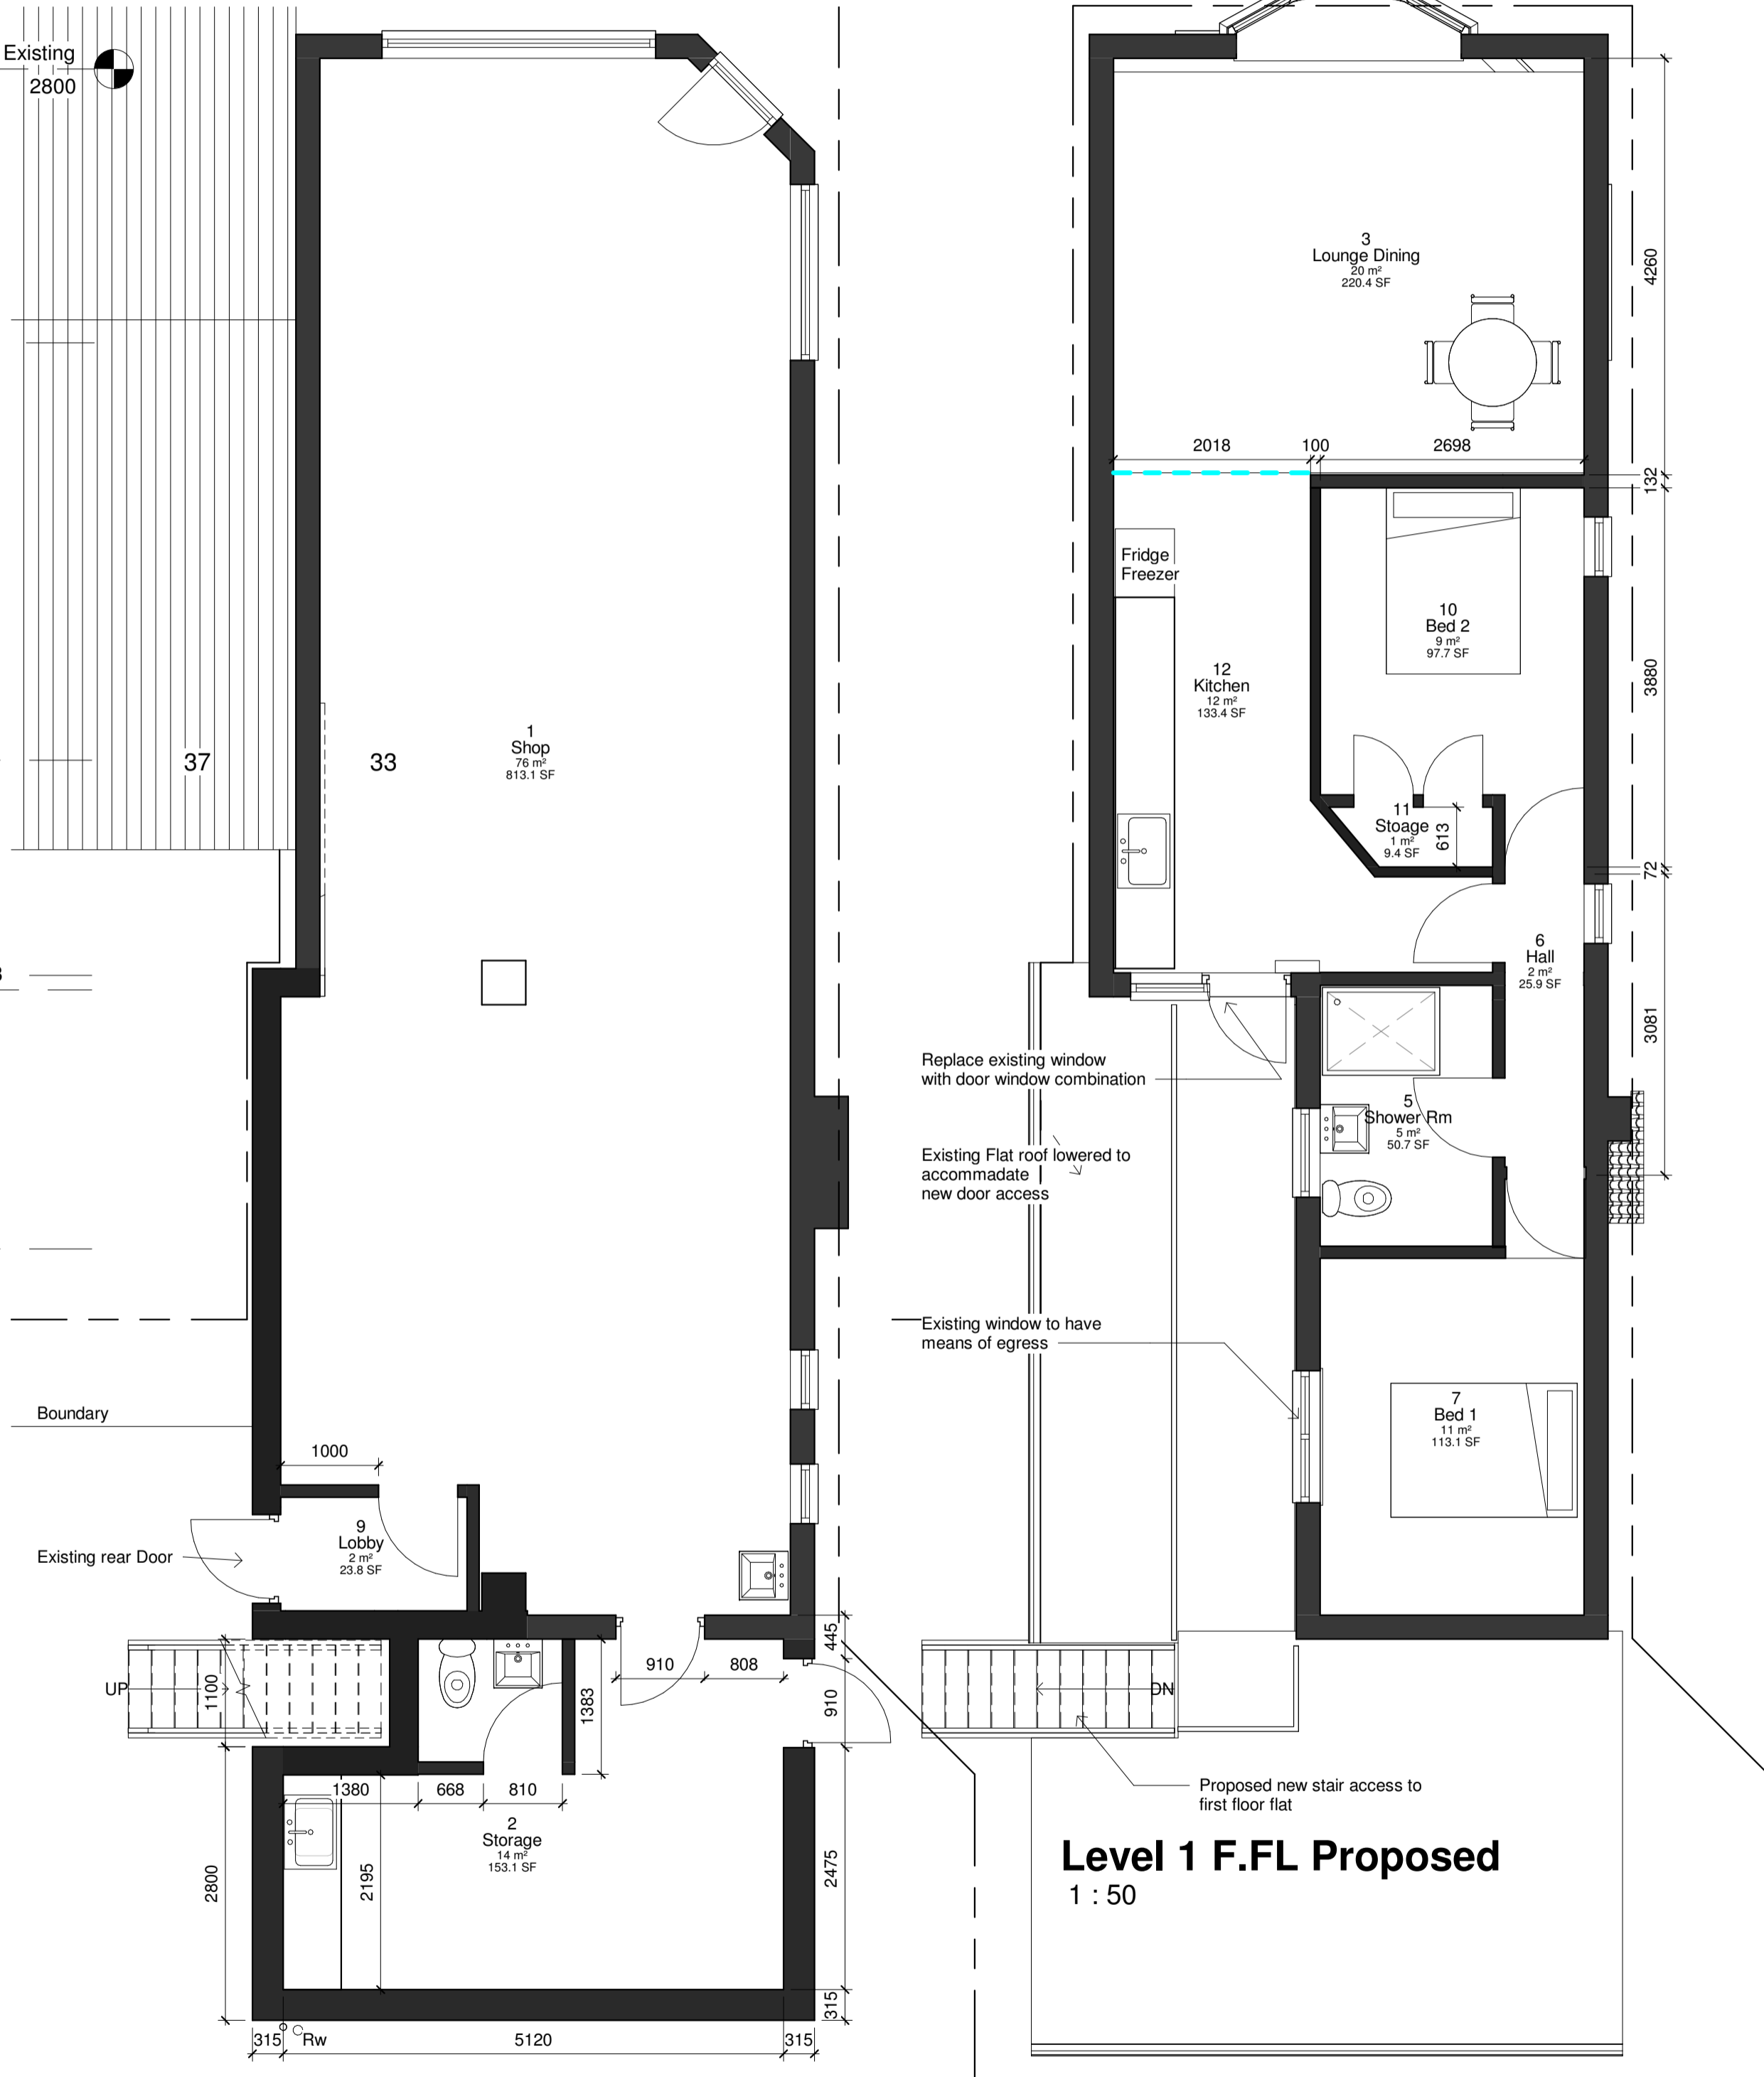 Existing
2800
37
33
1
Shop
76 m²
813.1 SF
Boundary
1000
Existing rear Door
9
Lobby
2 m²
23.8 SF
UP
1100
1383
910
808
445
910
1380
668
810
2
Storage
14 m²
153.1 SF
2800
2195
2475
315
Rw
315
5120
315
3
Lounge Dining
20 m²
220.4 SF
4260
2018
100
2698
132
Fridge
Freezer
10
Bed 2
9 m²
97.7 SF
12
Kitchen
12 m²
133.4 SF
3880
11
Stoage
1 m²
9.4 SF
613
72
6
Hall
2 m²
25.9 SF
3081
Replace existing window
with door window combination
5
Shower Rm
5 m²
50.7 SF
Existing Flat roof lowered to
accommadate
new door access
Existing window to have
means of egress
7
Bed 1
11 m²
113.1 SF
DN
Proposed new stair access to
first floor flat
Level 1 F.FL Proposed
1 : 50